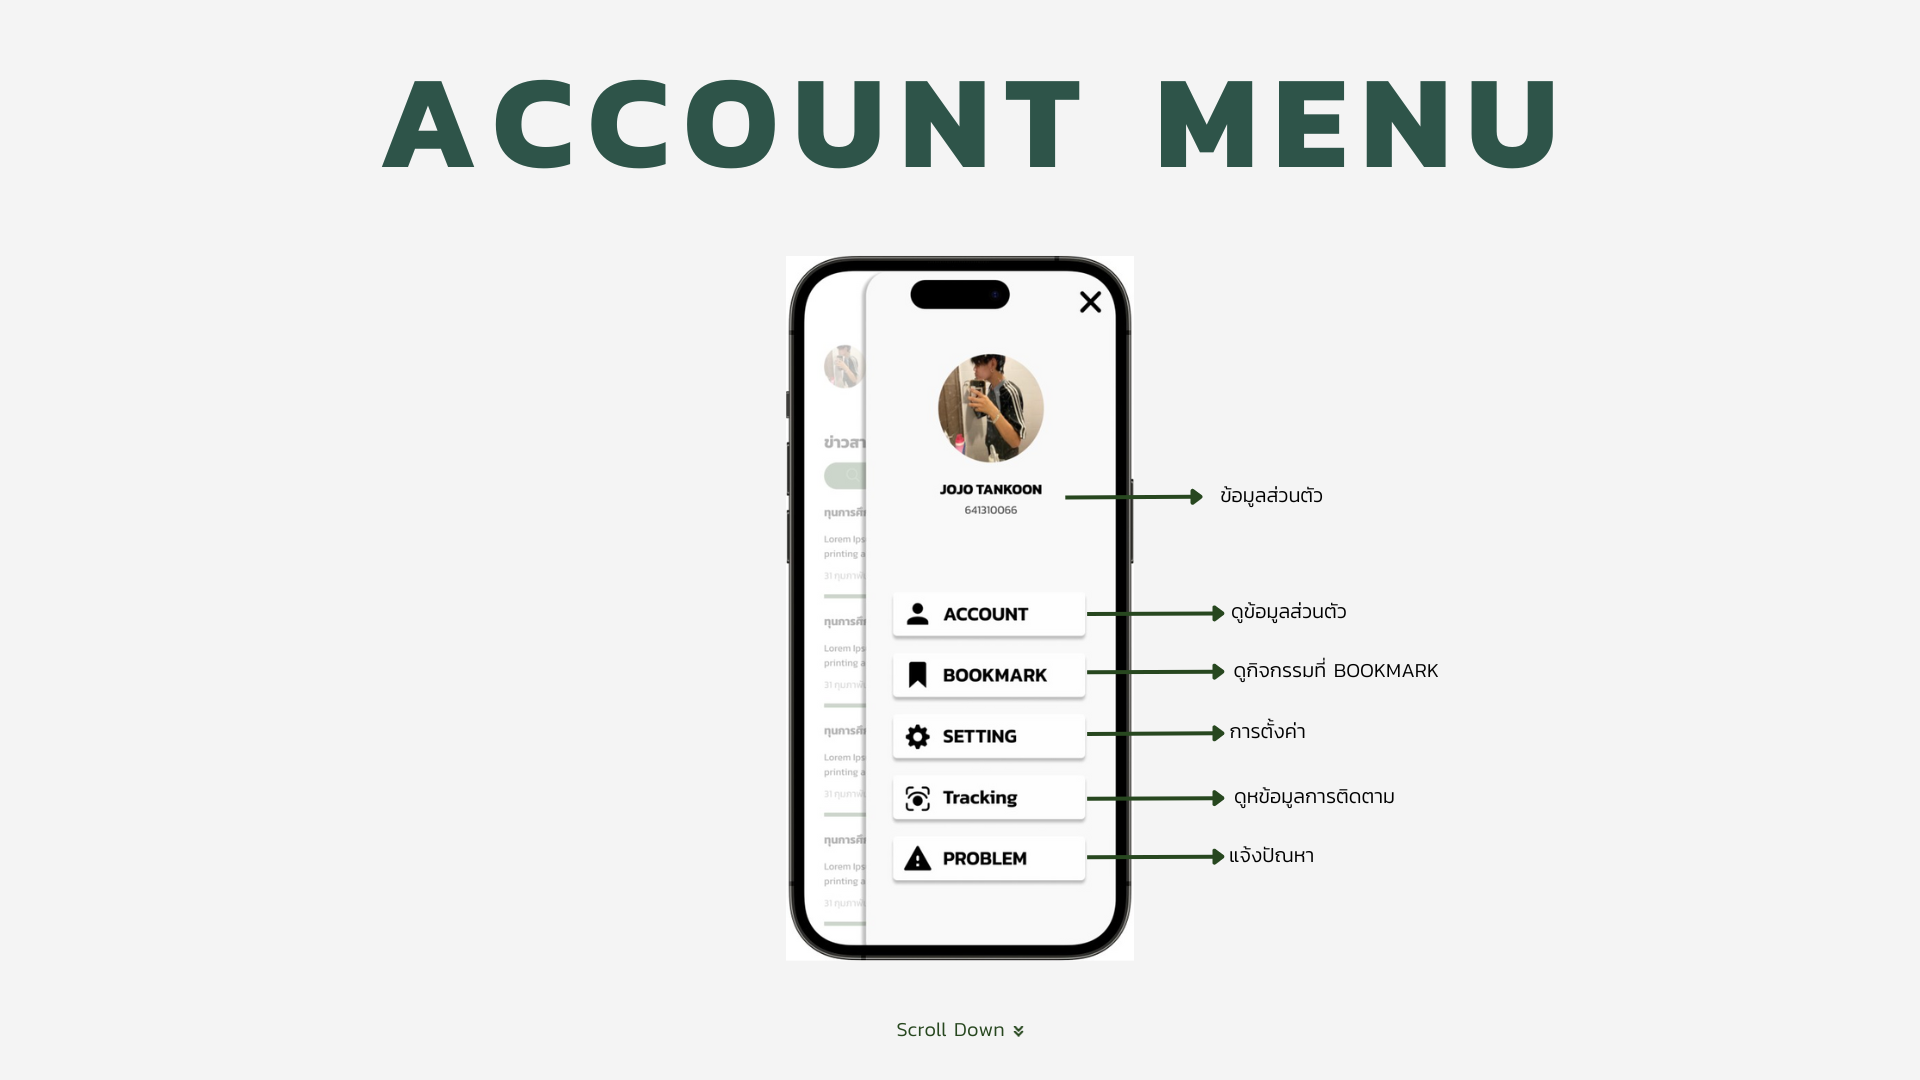 ACCOUNT MENU
JOJO TANKOON
641310066
ข้อมูลส่วนตัว
ACCOUNT
ดูข้อมูลส่วนตัว
BOOKMARK
ดูกิจกรรมที่ BOOKMARK
SETTING
การตั้งค่า
Tracking
ดูหข้อมูลการติดตาม
PROBLEM
แจ้งปัณหา
ข่าวสา
ทุนการศึ
Lorem Ips
printing a
31 กุมภาพั
ทุนการศึ
Lorem Ips
printing a
31 กุมภาพั
ทุนการศึ
Lorem Ips
printing a
31 กุมภาพั
ทุนการศึ
Lorem Ips
printing a
31 กุมภาพั
Scroll Down